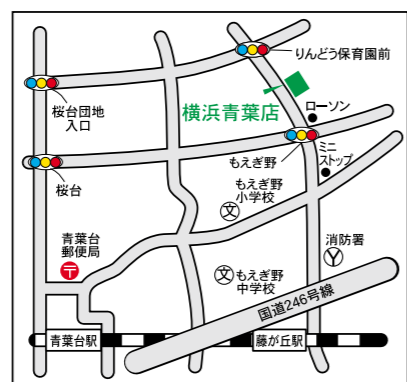 りんどう保育園前
桜台団地
入口
横浜青葉店
ローソン
もえぎ野
ミニ
ストップ
桜台
もえぎ野
小学校
文
青葉台
郵便局
〒
消防署
Y
文
もえぎ野
中学校
国道246号線
青葉台駅
藤が丘駅